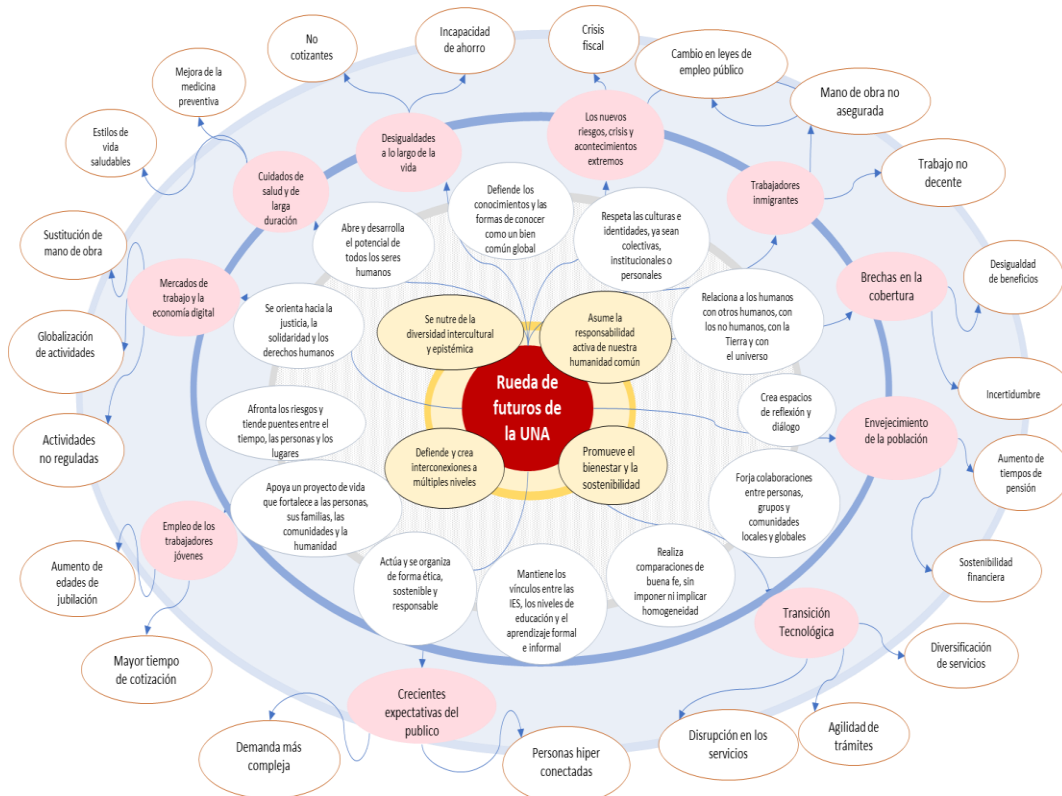 No
cotizantes
Incapacidad
de ahorro
Crisis
fiscal
Cambio en leyes de
empleo público
Mano de obra no
asegurada
Trabajo no
decente
Mejora de la
medicina
preventiva
Estilos de
vida
saludables
Desigualdades
a lo largo de la
vida
Los nuevos
riesgos, crisis y
acontecimientos
extremos
Cuidados de
salud y de
larga
duración
Trabajadores
inmigrantes
Sustitución de
mano de obra
Abre y desarrolla
el potencial de
todos los seres
humanos
Defiende los
conocimientos y las
formas de conocer
como un bien
común global
Respeta las culturas e
identidades, ya sean
colectivas,
institucionales o
personales
Desigualdad
de beneficios
Mercados de
trabajo y la
economía digital
Brechas en la
cobertura
Globalización
de actividades
Se orienta hacia la
justicia, la
solidaridad y los
derechos humanos
Se nutre de la
diversidad intercultural
y epistémica
Asume la
responsabilidad
activa de nuestra
humanidad común
Relaciona a los humanos
con otros humanos, con
los no humanos, con la
Tierra y con
el universo
Incertidumbre
Rueda de
futuros de
la UNA
Actividades
no reguladas
Afronta los riesgos y
tiende puentes entre el
tiempo, las personas y los
lugares
Crea espacios
de reflexión y
diálogo
Envejecimiento
de la población
Aumento de
tiempos de
pensión
Defiende y crea
interconexiones a
múltiples niveles
Promueve el
bienestar y la
sostenibilidad
Apoya un proyecto de vida
que fortalece a las personas,
sus familias, las
comunidades y la
humanidad
Forja colaboraciones
entre personas,
grupos y
comunidades
locales y globales
Empleo de los
trabajadores
jóvenes
Aumento de
edades de
jubilación
Actúa y se organiza
de forma ética,
sostenible y
responsable
Mantiene los
vínculos entre las
IES, los niveles de
educación y el
aprendizaje formal
e informal
Realiza
comparaciones de
buena fe, sin
imponer ni implicar
homogeneidad
Sostenibilidad
financiera
Transición
Tecnológica
Mayor tiempo
de cotización
Diversificación
de servicios
Crecientes
expectativas del
publico
Demanda más
compleja
Personas hiper
conectadas
Disrupción en los
servicios
Agilidad de
trámites